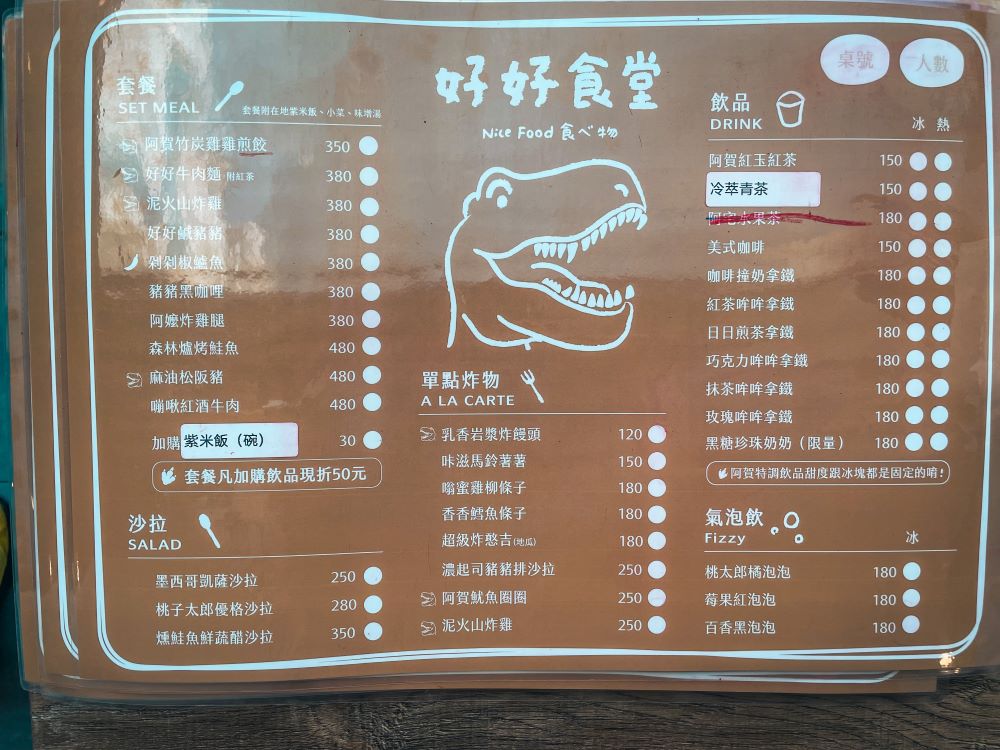 好好食堂
Nice Food 食べ物
桌號
人數
套餐
SET MEAL
套餐附在地紫米飯、小菜、味增湯
阿賀竹炭雞雞煎餃 350
好好牛肉麵 附紅茶 380
泥火山炸雞 380
好好鹹豬豬 380
剁剁椒鱸魚 380
豬豬黑咖哩 380
阿嬤炸雞腿 380
森林爐烤鮭魚 480
麻油松阪豬 480
嘣啾紅酒牛肉 480
加購 紫米飯（碗） 30
套餐凡加購飲品現折50元
沙拉
SALAD
墨西哥凱薩沙拉 250
桃子太郎優格沙拉 280
燻鮭魚鮮蔬醋沙拉 350
單點炸物
A LA CARTE
乳香岩漿炸饅頭 120
咔滋馬鈴薯薯 150
嗡蜜雞柳條子 180
香香鱈魚條子 180
超級炸憨吉(地瓜) 180
濃起司豬豬排沙拉 250
阿賀魷魚圈圈 250
泥火山炸雞 250
飲品
DRINK
冰 熱
阿賀紅玉紅茶 150
冷萃青茶 150
阿宅水果茶 180
美式咖啡 150
咖啡撞奶拿鐵 180
紅茶哞哞拿鐵 180
日日煎茶拿鐵 180
巧克力哞哞拿鐵 180
抹茶哞哞拿鐵 180
玫瑰哞哞拿鐵 180
黑糖珍珠奶奶（限量） 180
阿賀特調飲品甜度跟冰塊都是固定的唷!
氣泡飲
Fizzy
冰
桃太郎橘泡泡 180
莓果紅泡泡 180
百香黑泡泡 180